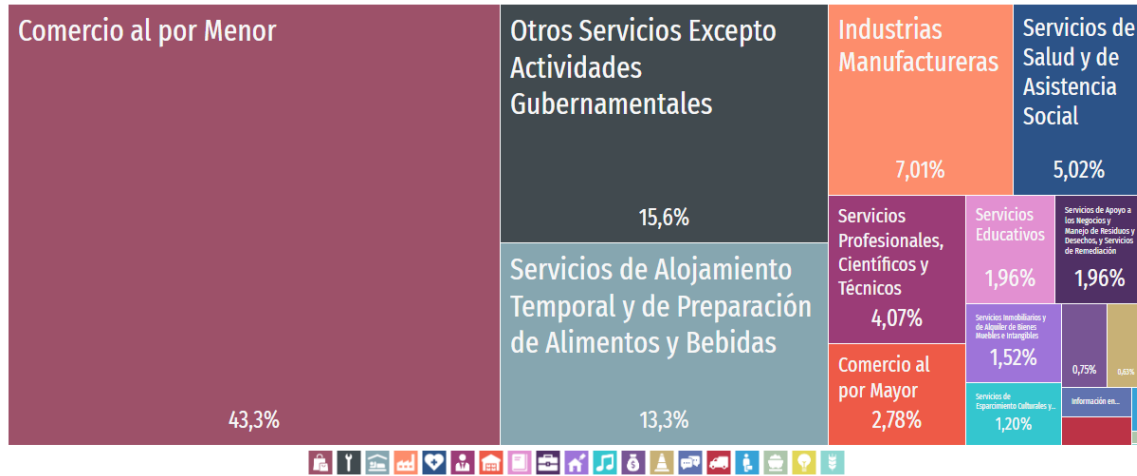 Comercio al por Menor
43,3%
Otros Servicios Excepto
Actividades
Gubernamentales
15,6%
Servicios de Alojamiento
Temporal y de Preparación
de Alimentos y Bebidas
13,3%
Industrias
Manufactureras
7,01%
Servicios de
Salud y de
Asistencia
Social
5,02%
Servicios
Profesionales,
Científicos y
Técnicos
4,07%
Comercio al
por Mayor
2,78%
Servicios
Educativos
1,96%
Servicios de Apoyo a
los Negocios y
Manejo de Residuos y
Desechos, y Servicios
de Remediación
1,96%
Servicios Inmobiliarios y
de Alquiler de Bienes
Muebles e Intangibles
1,52%
Servicios de
Esparcimiento Culturales y...
1,20%
0,75%
0,63%
Información en...